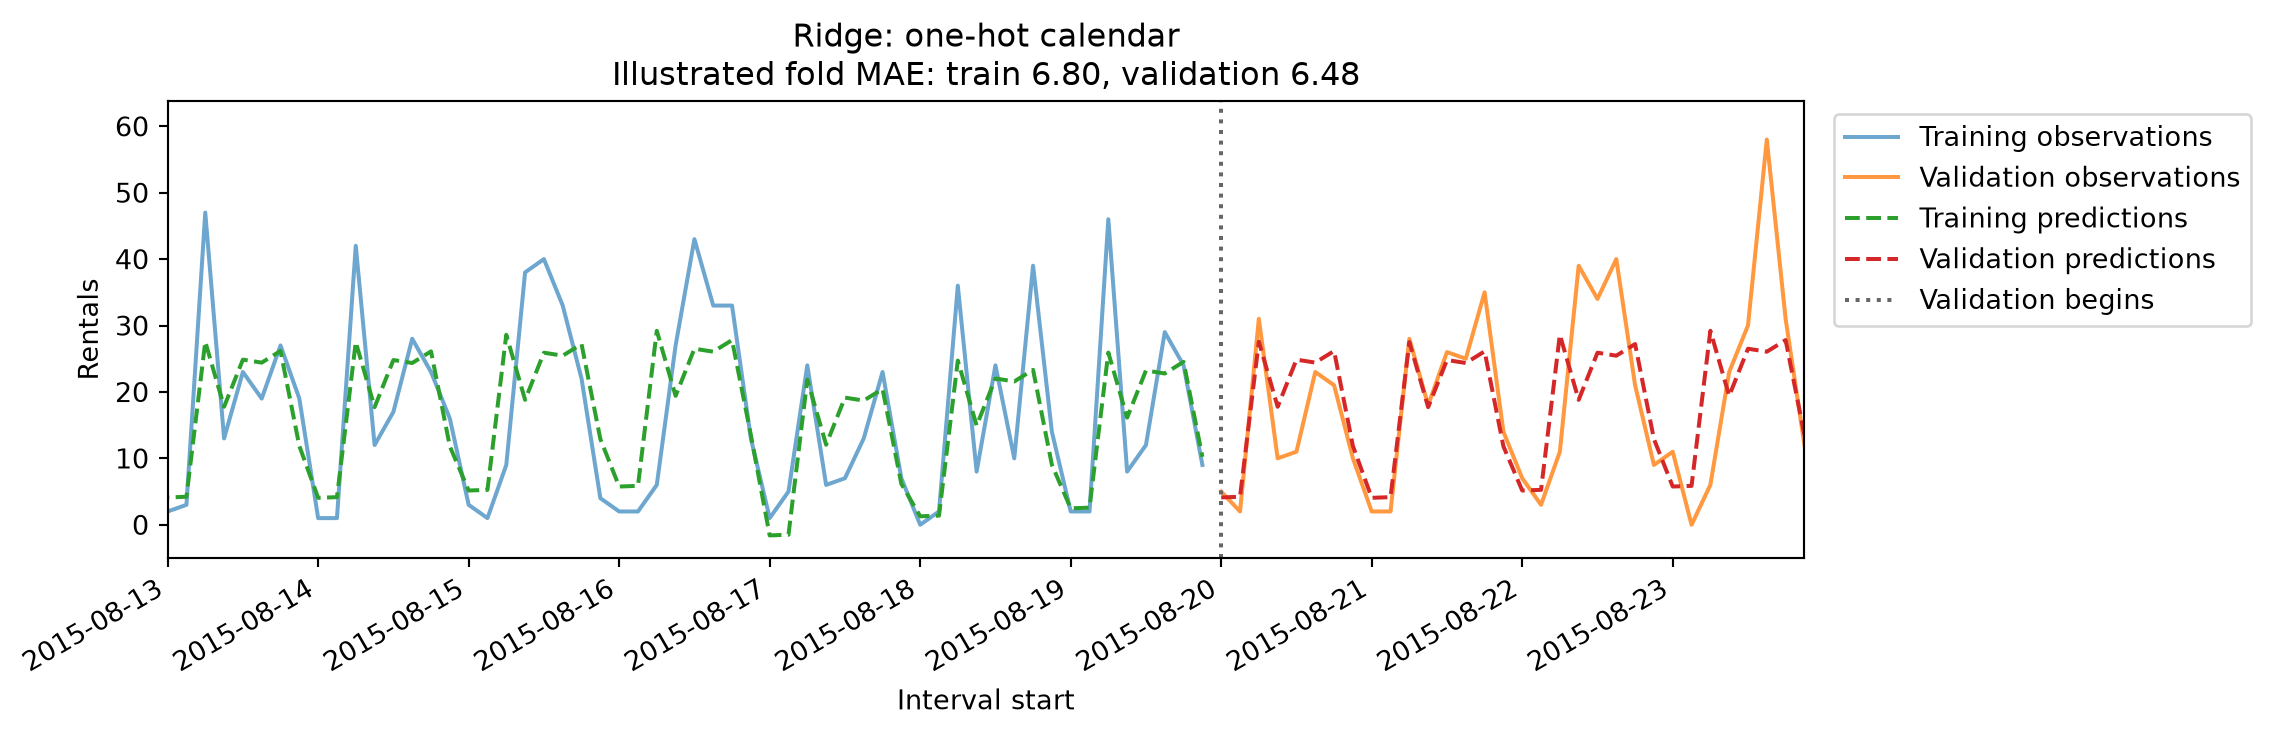 Ridge: one-hot calendar
Illustrated fold MAE: train 6.80, validation 6.48
60
50
40
30
20
10
0
Rentals
2015-08-13
2015-08-14
2015-08-15
2015-08-16
2015-08-17
2015-08-18
2015-08-19
2015-08-20
2015-08-21
2015-08-22
2015-08-23
Interval start
Training observations
Validation observations
Training predictions
Validation predictions
Validation begins